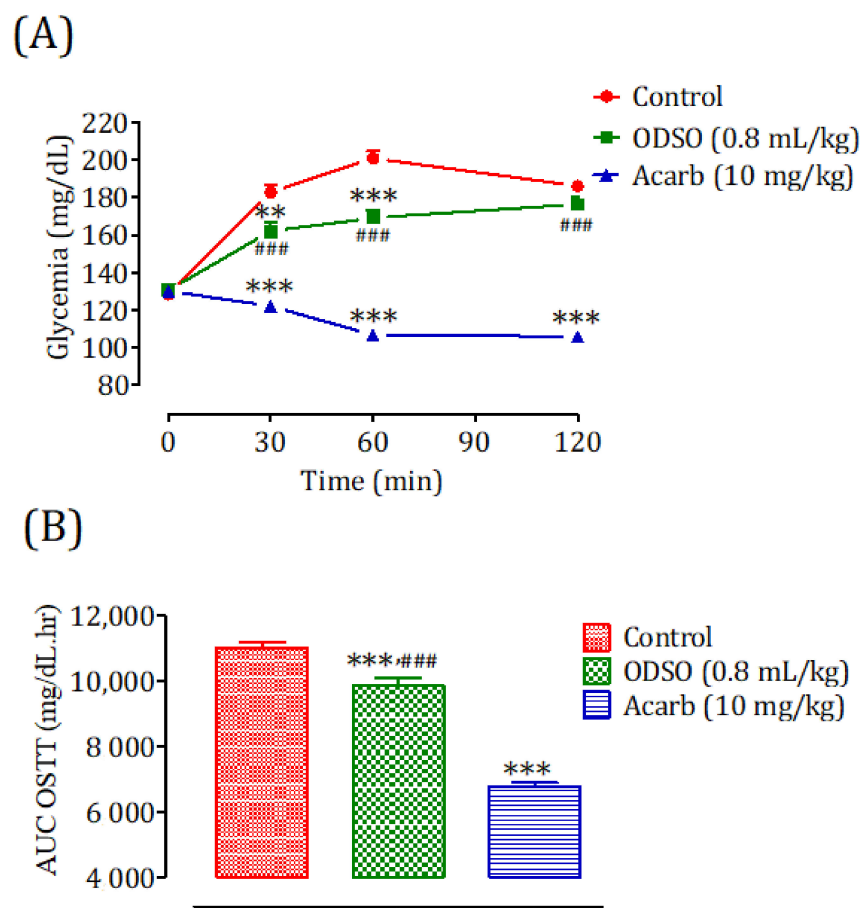 (A)
Control
ODSO (0.8 mL/kg)
Acarb (10 mg/kg)
Glycemia (mg/dL)
220
200
180
160
140
120
100
80
**
###
***
###
###
***
***
***
0
30
60
90
120
Time (min)
(B)
AUC OSTT (mg/dL.hr)
12,000
10,000
8 000
6 000
4 000
***,###
***
Control
ODSO (0.8 mL/kg)
Acarb (10 mg/kg)